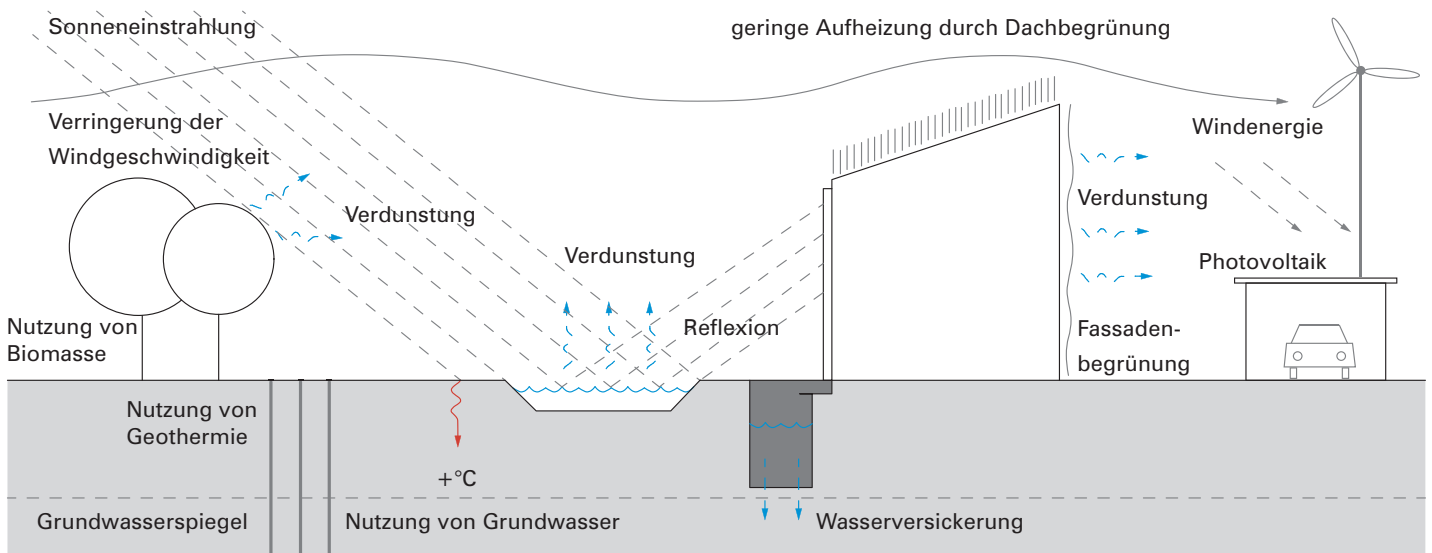 Sonneneinstrahlung
geringe Aufheizung durch Dachbegrünung
Verringerung der
Windgeschwindigkeit
Windenergie
Verdunstung
Verdunstung
Verdunstung
Photovoltaik
Nutzung von
Biomasse
Reflexion
Fassaden-
begrünung
Nutzung von
Geothermie
+°C
Grundwasserspiegel
Nutzung von Grundwasser
Wasserversickerung